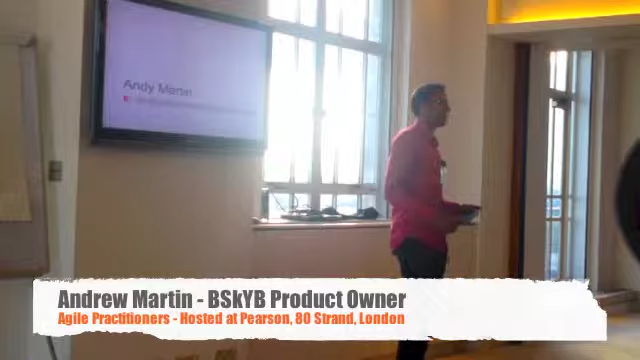 Andy Martin
Andrew Martin - BSkYB Product Owner
Agile Practitioners - Hosted at Pearson, 80 Strand, London